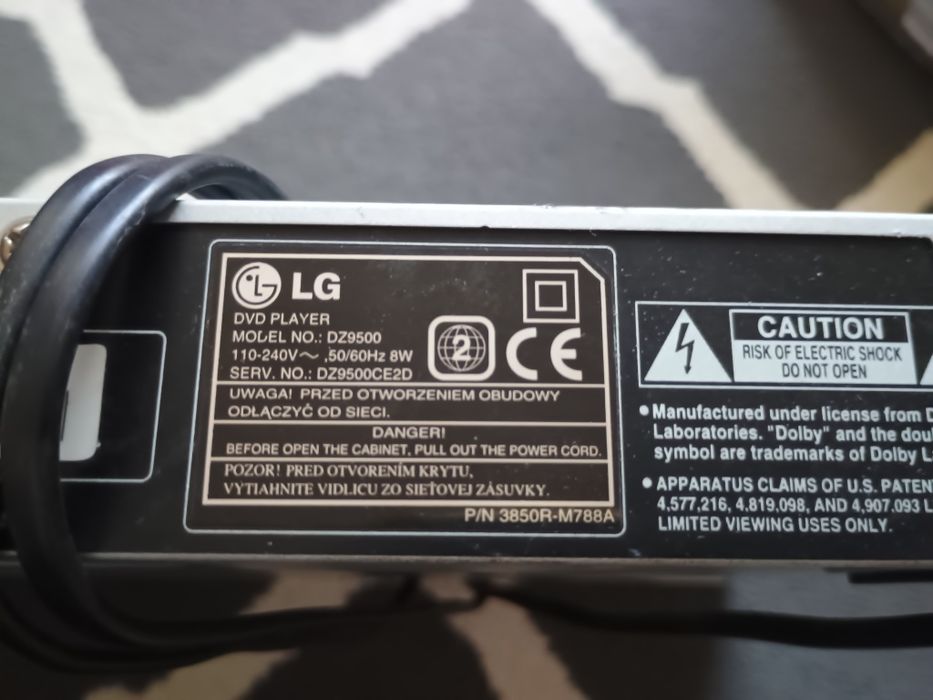 LG
DVD PLAYER
MODEL NO.: DZ9500
110-240V~ ,50/60Hz 8W
SERV. NO.: DZ9500CE2D
2
CE
UWAGA! PRZED OTWORZENIEM OBUDOWY
ODŁĄCZYĆ OD SIECI.
DANGER!
BEFORE OPEN THE CABINET, PULL OUT THE POWER CORD.
POZOR! PRED OTVORENÍM KRYTU,
VYTIAHNITE VIDLICU ZO SIEŤOVEJ ZÁSUVKY.
P/N 3850R-M788A
CAUTION
RISK OF ELECTRIC SHOCK
DO NOT OPEN
• Manufactured under license from
Laboratories. "Dolby" and the
symbol are trademarks of Dolby
• APPARATUS CLAIMS OF U.S.
4,577,216, 4,819,098, AND 4,907,093
LIMITED VIEWING USES ONLY.